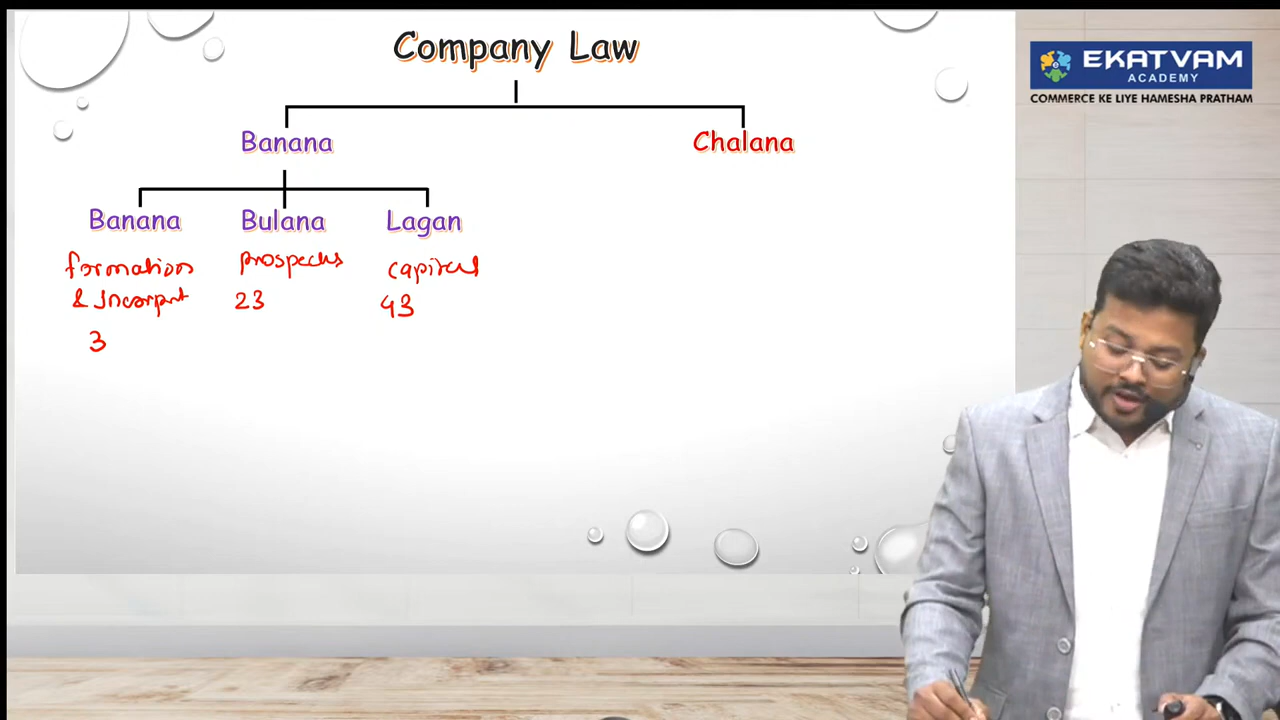 Company Law
EKATVAM
ACADEMY
COMMERCE KE LIYE HAMESHA PRATHAM
Banana
Chalana
Banana
Bulana
Lagan
formation
& Incorpot
3
prospectus
23
capital
43